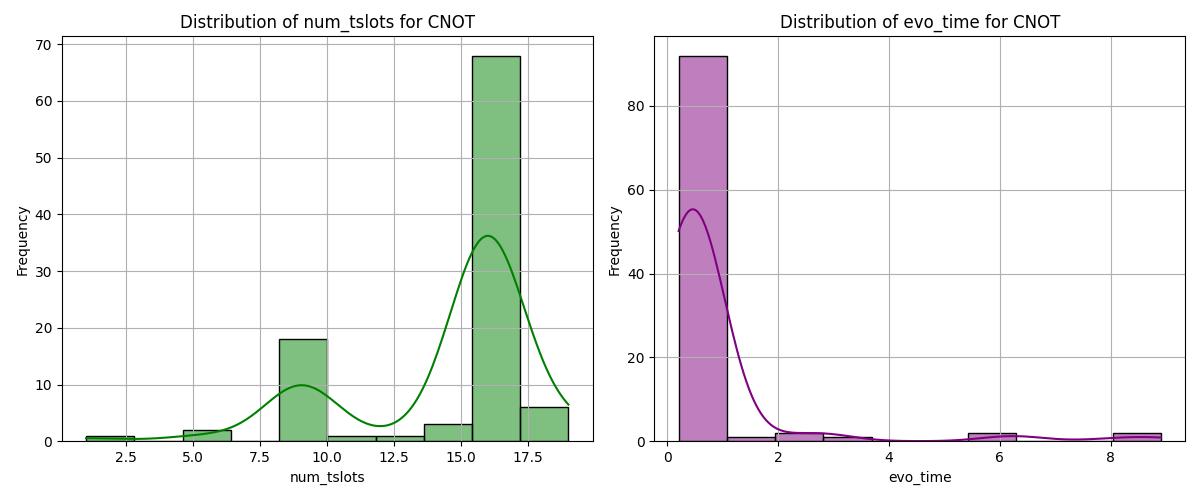 Distribution of num_tslots for CNOT
Frequency
70
60
50
40
30
20
10
0
2.5 5.0 7.5 10.0 12.5 15.0 17.5
num_tslots
Distribution of evo_time for CNOT
Frequency
80
60
40
20
0
0 2 4 6 8
evo_time